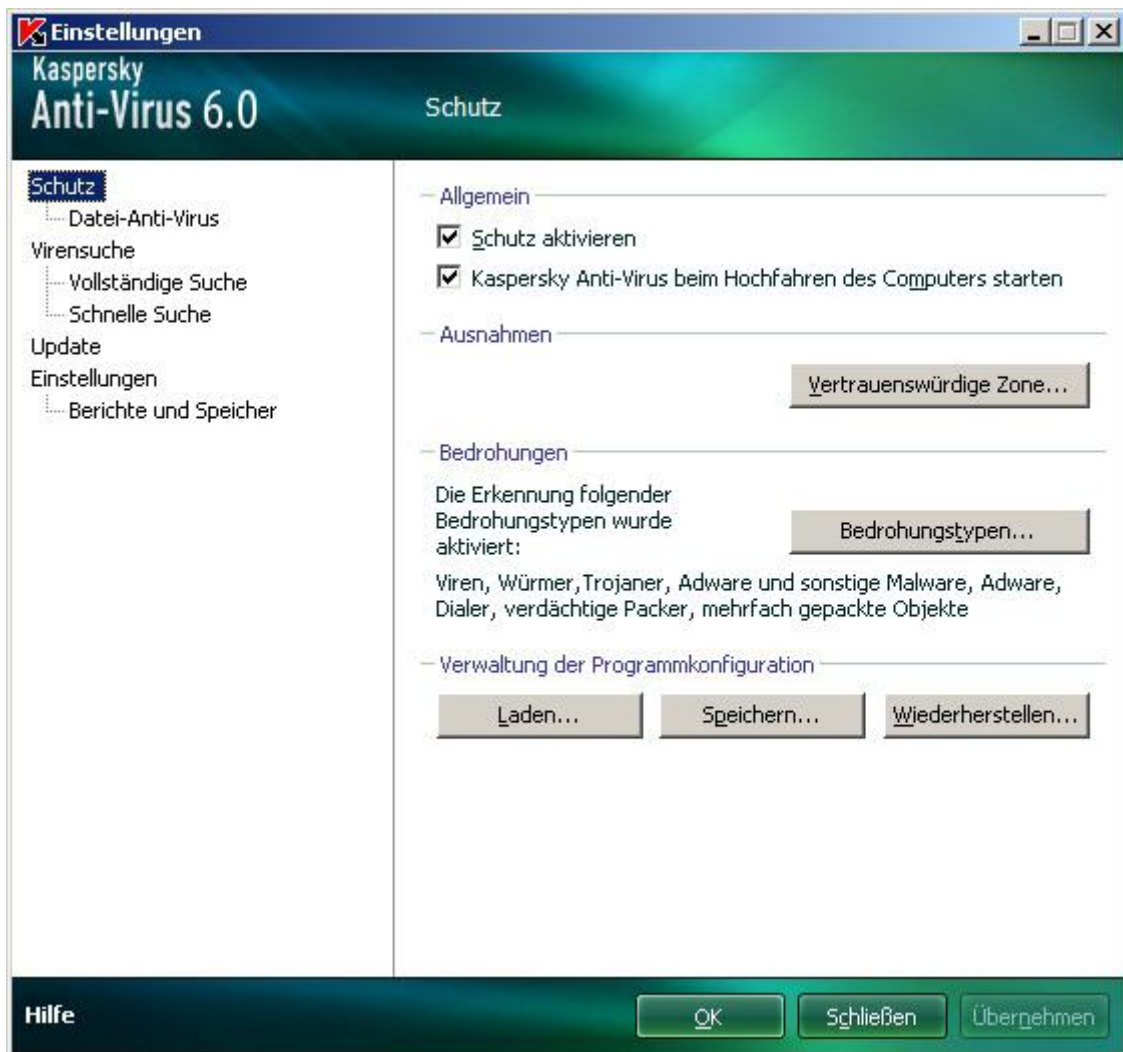 Einstellungen
Kaspersky
Anti-Virus 6.0
Schutz
Schutz
Datei-Anti-Virus
Virensuche
Vollständige Suche
Schnelle Suche
Update
Einstellungen
Berichte und Speicher
Allgemein
Schutz aktivieren
Kaspersky Anti-Virus beim Hochfahren des Computers starten
Ausnahmen
Vertrauenswürdige Zone...
Bedrohungen
Die Erkennung folgender
Bedrohungstypen wurde
aktiviert:
Bedrohungstypen...
Viren, Würmer,Trojaner, Adware und sonstige Malware, Adware,
Dialer, verdächtige Packer, mehrfach gepackte Objekte
Verwaltung der Programmkonfiguration
Laden...
Speichern...
Wiederherstellen...
Hilfe
OK
Schließen
Übernehmen